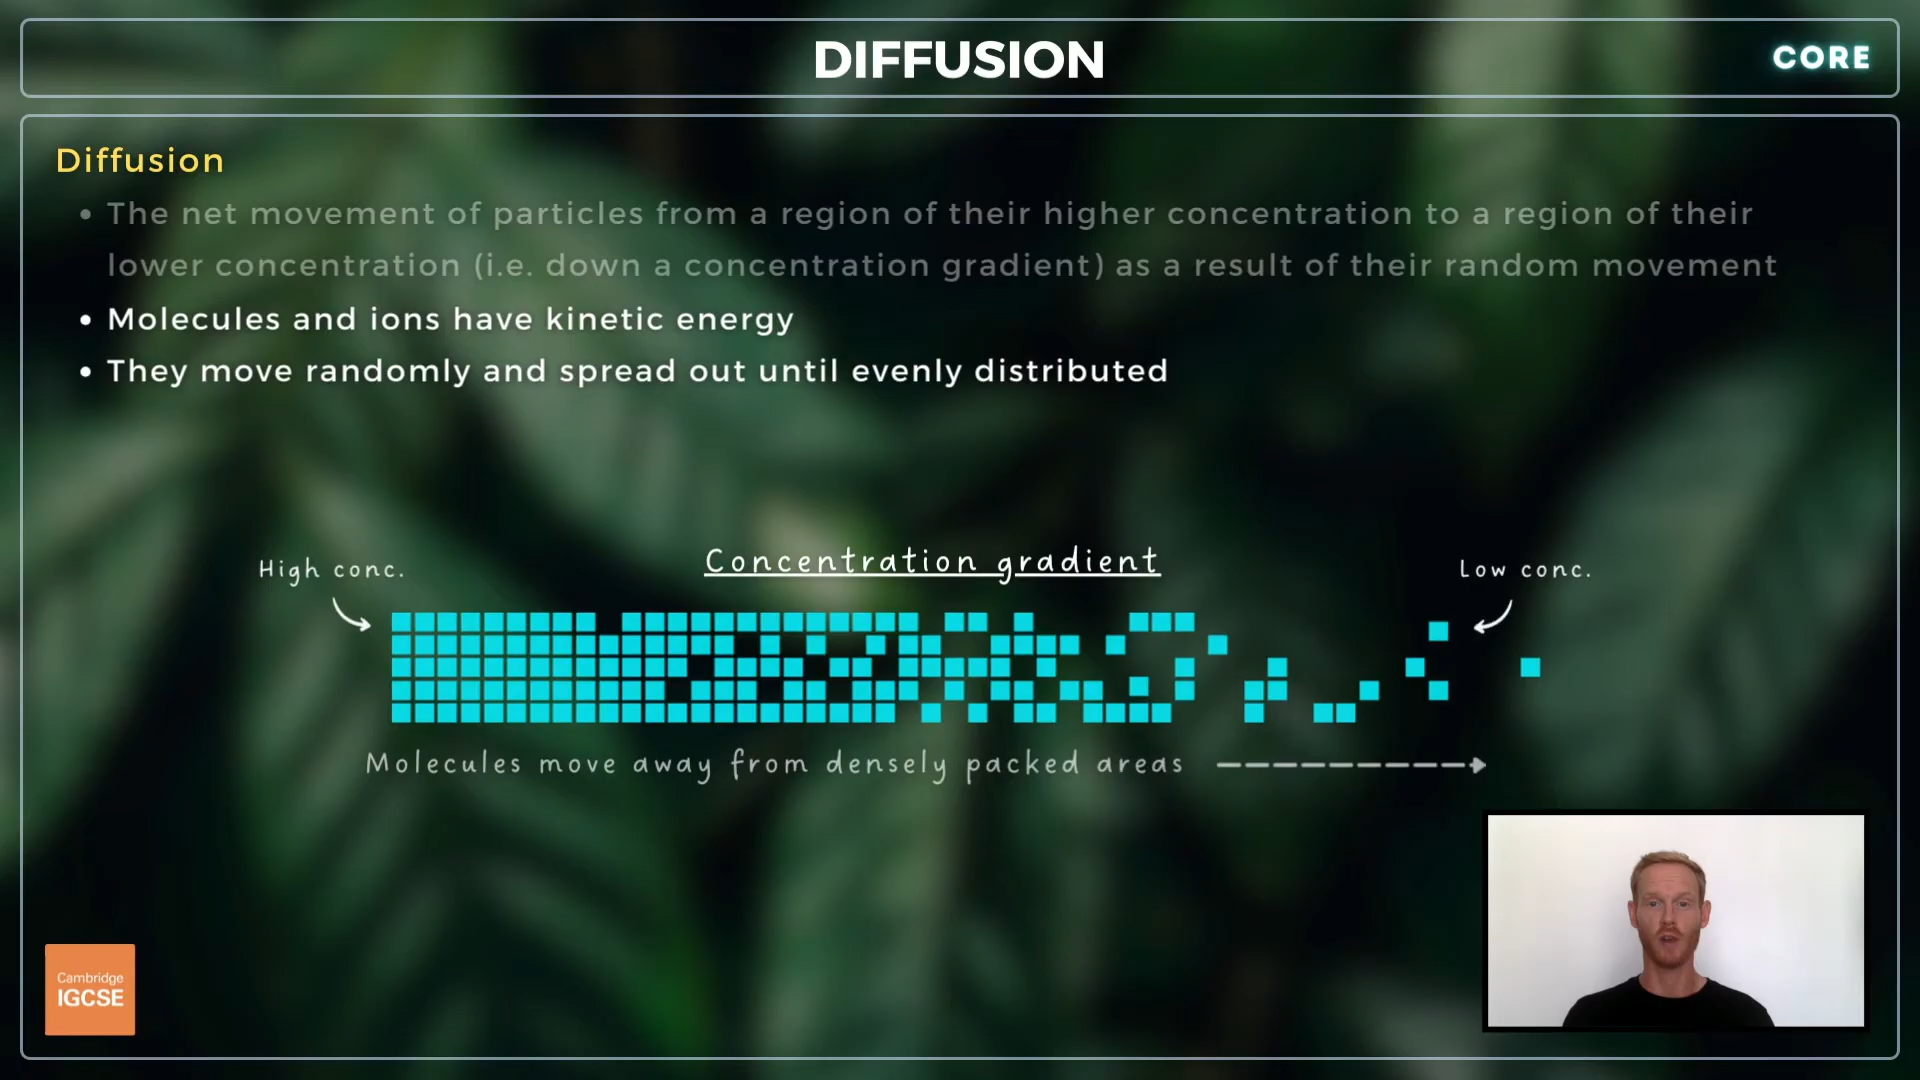 DIFFUSION
CORE
Diffusion
• The net movement of particles from a region of their higher concentration to a region of their
lower concentration (i.e. down a concentration gradient) as a result of their random movement
• Molecules and ions have kinetic energy
• They move randomly and spread out until evenly distributed
High conc.
Concentration gradient
Low conc.
Molecules move away from densely packed areas
Cambridge
IGCSE